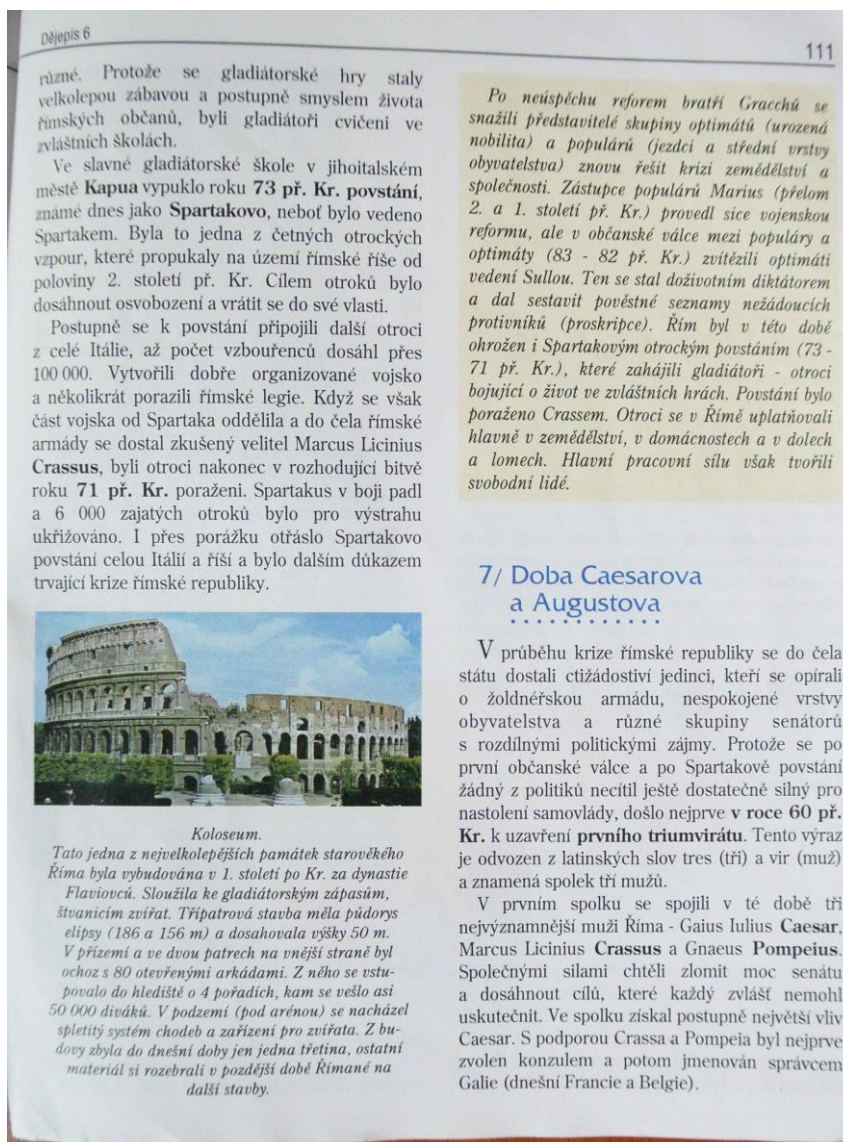 Dějepis 6
111
různé. Protože se gladiátorské hry staly
velkolepou zábavou a postupně smyslem života
římských občanů, byli gladiátoři cvičeni ve
zvláštních školách.
Ve slavné gladiátorské škole v jihoitalském
městě Kapua vypuklo roku 73 př. Kr. povstání,
známé dnes jako Spartakovo, neboť bylo vedeno
Spartakem. Byla to jedna z četných otrockých
vzpour, které propukaly na území římské říše od
poloviny 2. století př. Kr. Cílem otroků bylo
dosáhnout osvobození a vrátit se do své vlasti.
Postupně se k povstání připojili další otroci
z celé Itálie, až počet vzbouřenců dosáhl přes
100 000. Vytvořili dobře organizované vojsko
a několikrát porazili římské legie. Když se však
část vojska od Spartaka oddělila a do čela římské
armády se dostal zkušený velitel Marcus Licinius
Crassus, byli otroci nakonec v rozhodující bitvě
roku 71 př. Kr. poraženi. Spartakus v boji padl
a 6 000 zajatých otroků bylo pro výstrahu
ukřižováno. I přes porážku otřáslo Spartakovo
povstání celou Itálií a říší a bylo dalším důkazem
trvající krize římské republiky.
Koloseum.
Tato jedna z nejvelkolepějších památek starověkého
Říma byla vybudována v 1. století po Kr. za dynastie
Flaviovců. Sloužila ke gladiátorským zápasům,
štvanicím zvířat. Třípatrová stavba měla půdorys
elipsy (186 a 156 m) a dosahovala výšky 50 m.
V přízemí a ve dvou patrech na vnější straně byl
ochoz s 80 otevřenými arkádami. Z něho se vstu-
povalo do hlediště o 4 pořadích, kam se vešlo asi
50 000 diváků. V podzemí (pod arénou) se nacházel
spletitý systém chodeb a zařízení pro zvířata. Z bu-
dovy zbyla do dnešní doby jen jedna třetina, ostatní
materiál si rozebrali v pozdější době Římané na
další stavby.
Po neúspěchu reforem bratří Gracchů se
snažili představitelé skupiny optimátů (urozená
nobilita) a populárů (jezdci a střední vrstvy
obyvatelstva) znovu řešit krizi zemědělství a
společnosti. Zástupce populárů Marius (přelom
2. a 1. století př. Kr.) provedl sice vojenskou
reformu, ale v občanské válce mezi populáry a
optimáty (83 - 82 př. Kr.) zvítězili optimáti
vedení Sullou. Ten se stal doživotním diktátorem
a dal sestavit pověstné seznamy nežádoucích
protivníků (proskripce). Řím byl v této době
ohrožen i Spartakovým otrockým povstáním (73 -
71 př. Kr.), které zahájili gladiátoři - otroci
bojující o život ve zvláštních hrách. Povstání bylo
poraženo Crassem. Otroci se v Římě uplatňovali
hlavně v zemědělství, v domácnostech a v dolech
a lomech. Hlavní pracovní sílu však tvořili
svobodní lidé.
7/ Doba Caesarova
a Augustova
V průběhu krize římské republiky se do čela
státu dostali ctižádostiví jedinci, kteří se opírali
o žoldnéřskou armádu, nespokojené vrstvy
obyvatelstva a různé skupiny senátorů
s rozdílnými politickými zájmy. Protože se po
první občanské válce a po Spartakově povstání
žádný z politiků necítil ještě dostatečně silný pro
nastolení samovlády, došlo nejprve v roce 60 př.
Kr. k uzavření prvního triumvirátu. Tento výraz
je odvozen z latinských slov tres (tři) a vir (muž)
a znamená spolek tří mužů.
V prvním spolku se spojili v té době tři
nejvýznamnější muži Říma - Gaius Iulius Caesar,
Marcus Licinius Crassus a Gnaeus Pompeius.
Společnými silami chtěli zlomit moc senátu
a dosáhnout cílů, které každý zvlášť nemohl
uskutečnit. Ve spolku získal postupně největší vliv
Caesar. S podporou Crassa a Pompeia byl nejprve
zvolen konzulem a potom jmenován správcem
Galie (dnešní Francie a Belgie).